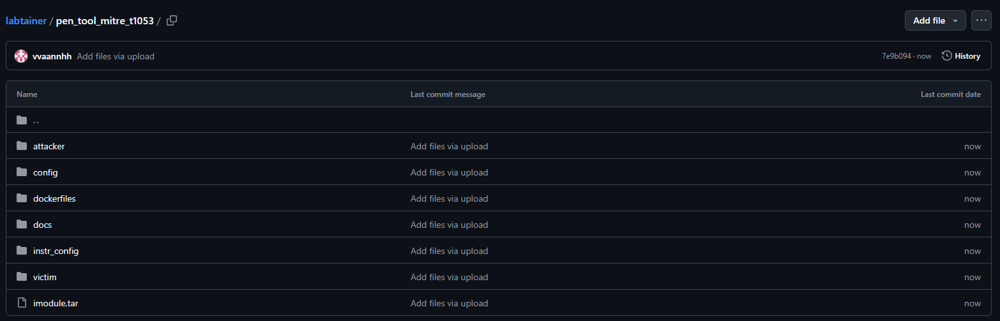 labtainer / pen_tool_mitre_t1053 / Add file ...
vvaannhh Add files via upload 7e9b094 · now History
Name Last commit message Last commit date
..
attacker Add files via upload now
config Add files via upload now
dockerfiles Add files via upload now
docs Add files via upload now
instr_config Add files via upload now
victim Add files via upload now
imodule.tar Add files via upload now